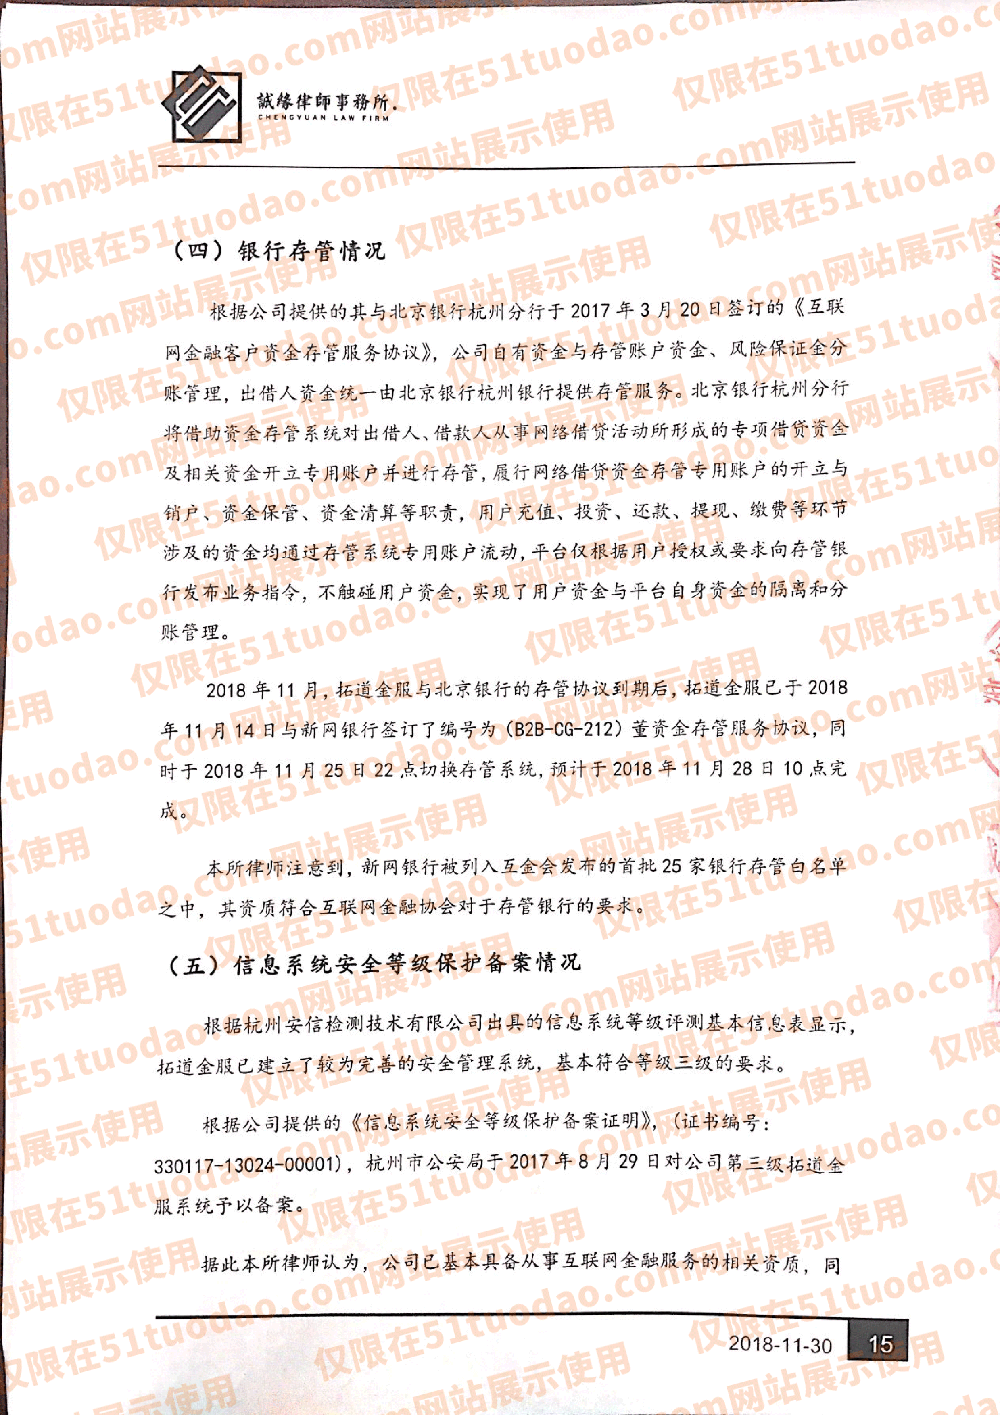 誠缘律師事務所.
CHENGYUAN LAW FIRM
（四）银行存管情况
根据公司提供的其与北京银行杭州分行于 2017 年 3 月 20 日签订的《互联
网金融客户资金存管服务协议》，公司自有资金与存管账户资金、风险保证金分
账管理，出借人资金统一由北京银行杭州银行提供存管服务。北京银行杭州分行
将借助资金存管系统对出借人、借款人从事网络借贷活动所形成的专项借贷资金
及相关资金开立专用账户并进行存管，履行网络借贷资金存管专用账户的开立与
销户、资金保管、资金清算等职责，用户充值、投资、还款、提现、缴费等环节
涉及的资金均通过存管系统专用账户流动，平台仅根据用户授权或要求向存管银
行发布业务指令，不触碰用户资金，实现了用户资金与平台自身资金的隔离和分
账管理。
2018 年 11 月，拓道金服与北京银行的存管协议到期后，拓道金服已于 2018
年 11 月 14 日与新网银行签订了编号为（B2B-CG-212）董资金存管服务协议，同
时于 2018 年 11 月 25 日 22 点切换存管系统，预计于 2018 年 11 月 28 日 10 点完
成。
本所律师注意到，新网银行被列入互金会发布的首批 25 家银行存管白名单
之中，其资质符合互联网金融协会对于存管银行的要求。
（五）信息系统安全等级保护备案情况
根据杭州安信检测技术有限公司出具的信息系统等级评测基本信息表显示，
拓道金服已建立了较为完善的安全管理系统，基本符合等级三级的要求。
根据公司提供的《信息系统安全等级保护备案证明》，（证书编号：
330117-13024-00001），杭州市公安局于 2017 年 8 月 29 日对公司第三级拓道金
服系统予以备案。
据此本所律师认为，公司已基本具备从事互联网金融服务的相关资质，同
2018-11-30 15
仅限在51tuodao.com网站展示使用